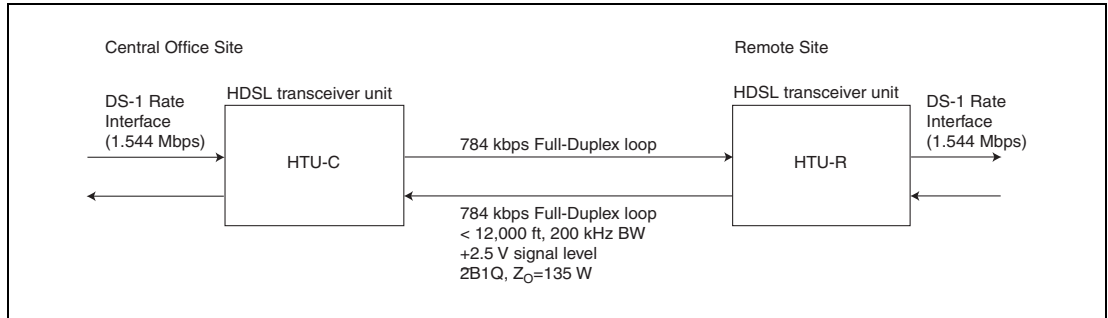 Central Office Site
Remote Site
HDSL transceiver unit
HDSL transceiver unit
DS-1 Rate
Interface
(1.544 Mbps)
DS-1 Rate
Interface
(1.544 Mbps)
HTU-C
784 kbps Full-Duplex loop
HTU-R
784 kbps Full-Duplex loop
< 12,000 ft, 200 kHz BW
+2.5 V signal level
2B1Q, ZO=135 W